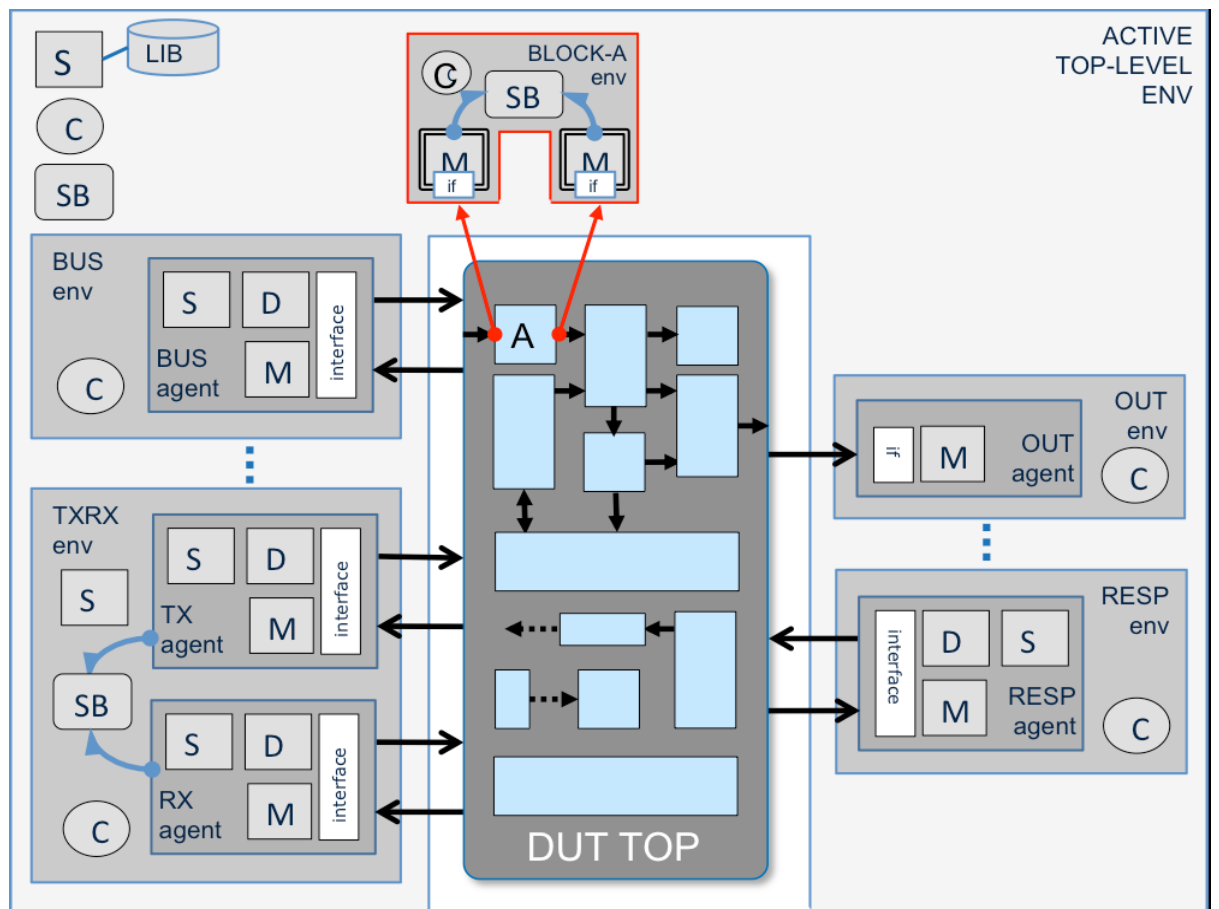 ACTIVE
TOP-LEVEL
ENV
S
LIB
C
SB
BLOCK-A
env
C
SB
M
M
if
if
BUS
env
S
D
interface
BUS
agent
M
C
A
OUT
env
if
M
OUT
agent
C
TXRX
env
S
D
interface
S
TX
agent
M
SB
S
D
interface
RX
agent
M
C
RESP
env
interface
D
S
M
RESP
agent
C
DUT TOP